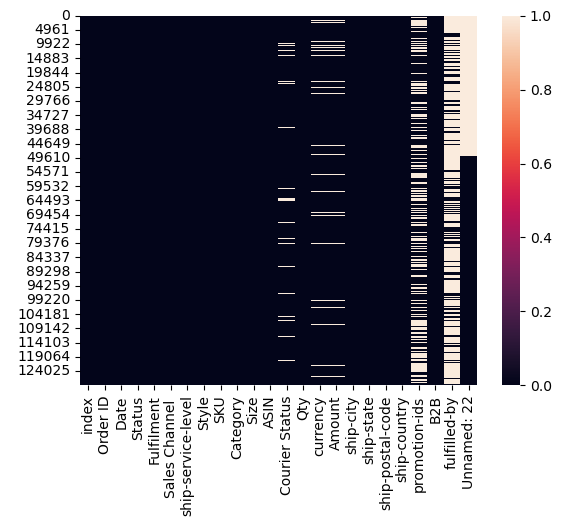 0
4961
9922
14883
19844
24805
29766
34727
39688
44649
49610
54571
59532
64493
69454
74415
79376
84337
89298
94259
99220
104181
109142
114103
119064
124025
index
Order ID
Date
Status
Fulfilment
Sales Channel
ship-service-level
Style
SKU
Category
Size
ASIN
Courier Status
Qty
currency
Amount
ship-city
ship-state
ship-postal-code
ship-country
promotion-ids
B2B
fulfilled-by
Unnamed: 22
1.0
0.8
0.6
0.4
0.2
0.0